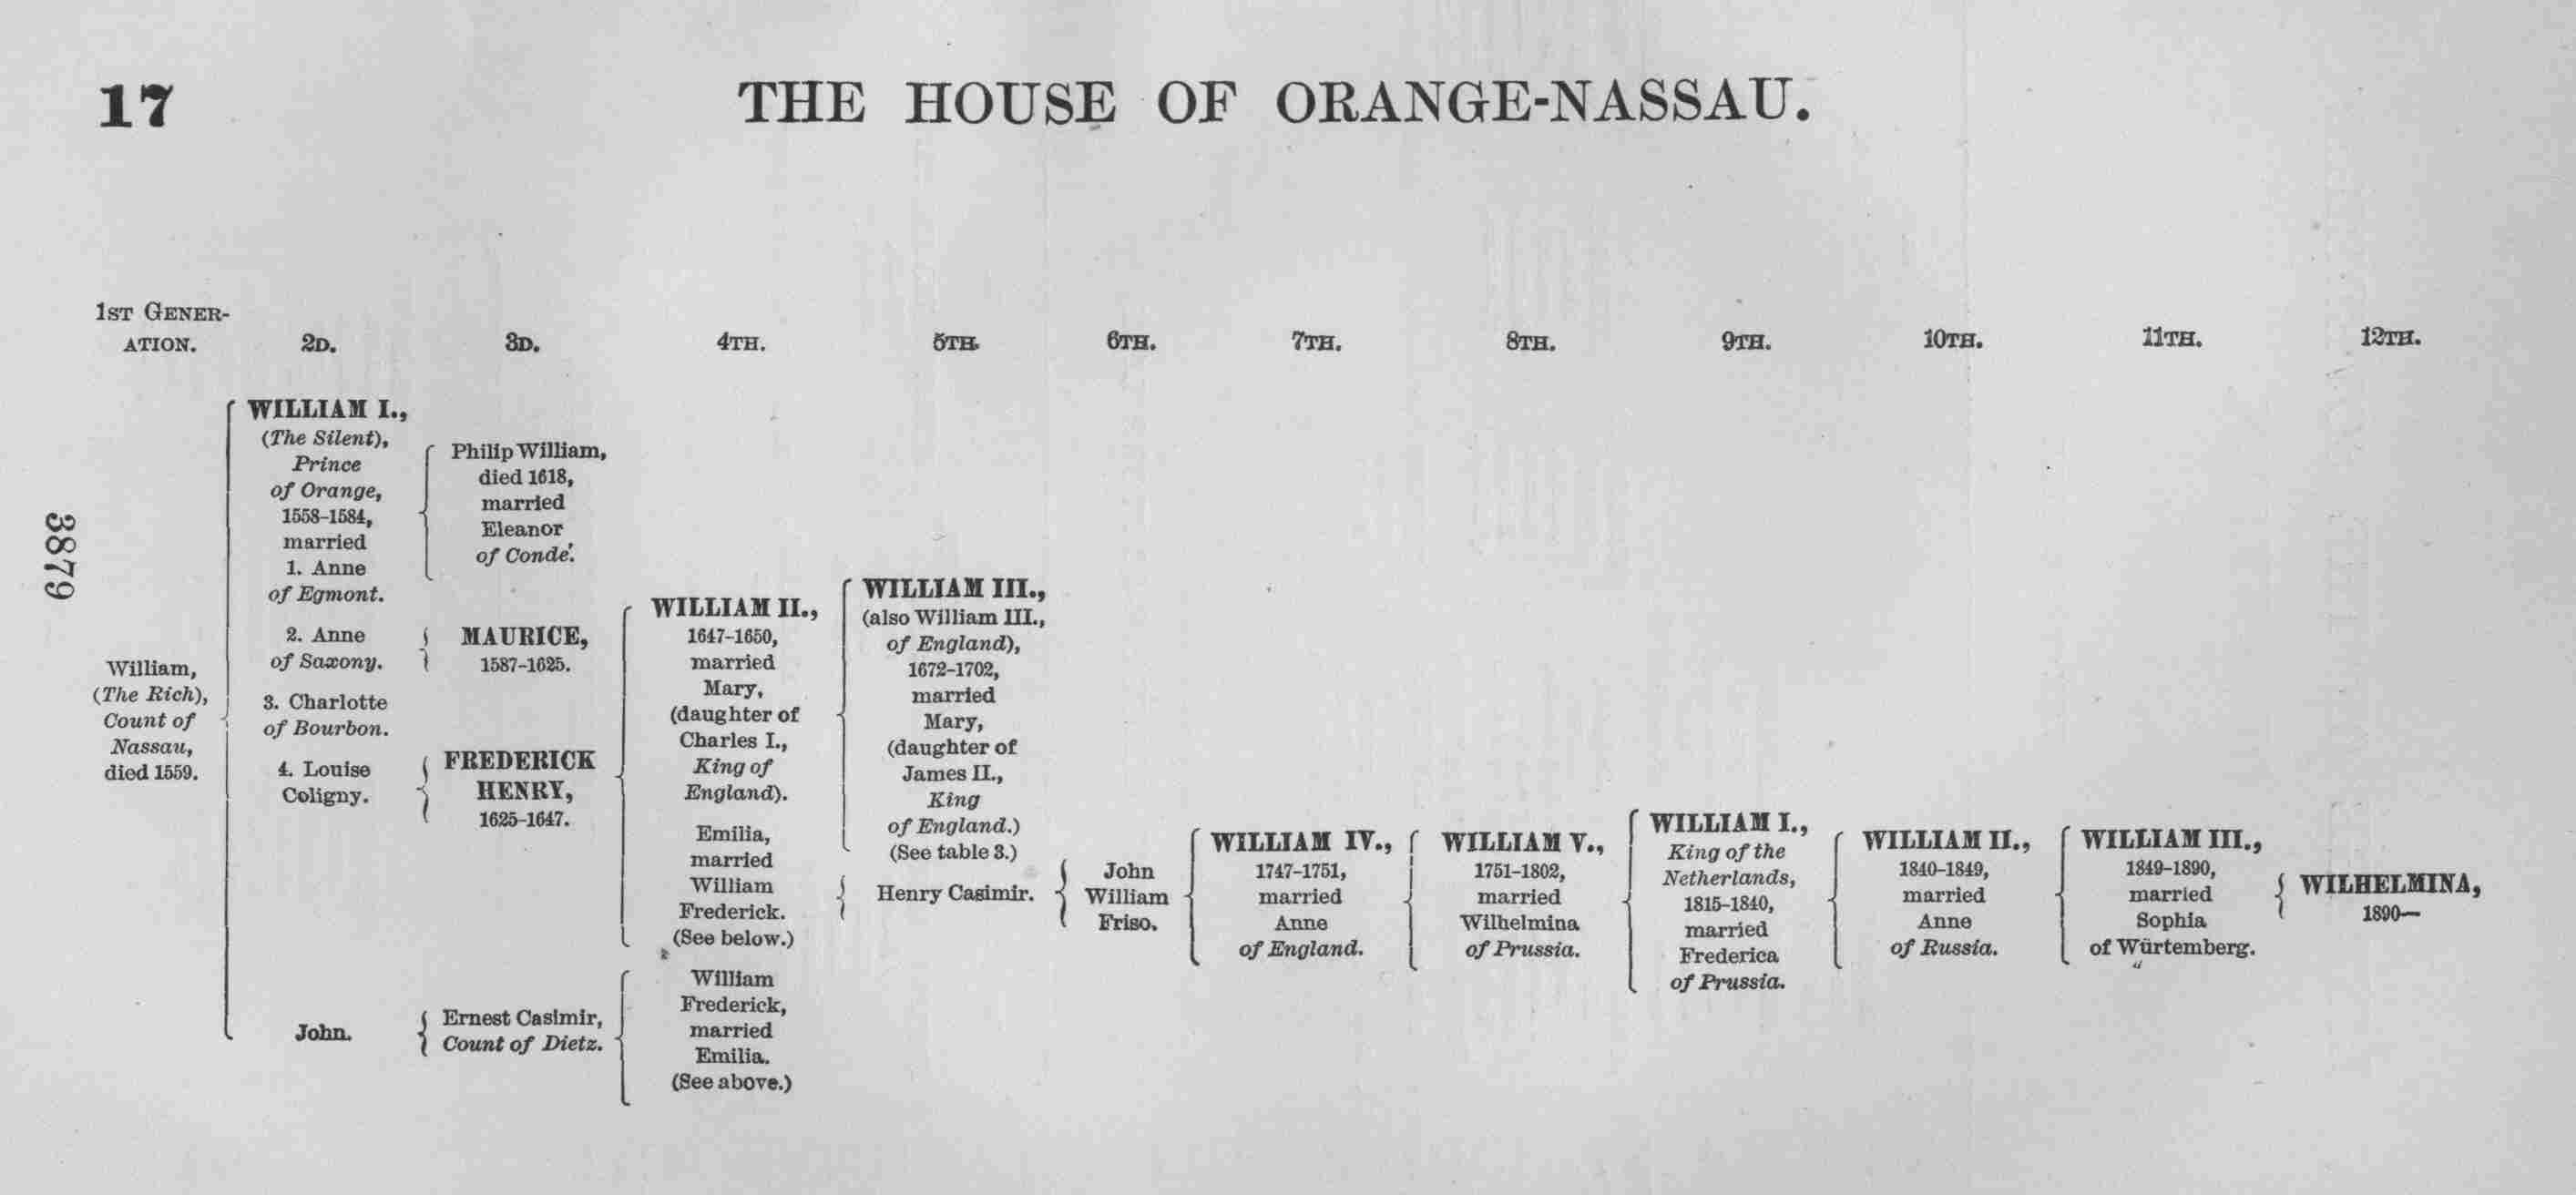 17
THE HOUSE OF ORANGE-NASSAU.
1ST GENER-
ATION.
2D.
3D.
4TH.
5TH.
6TH.
7TH.
8TH.
9TH.
10TH.
11TH.
12TH.
3879
William,
(The Rich),
Count of
Nassau,
died 1559.
WILLIAM I.,
(The Silent),
Prince
of Orange,
1558-1584,
married
1. Anne
of Egmont.
2. Anne
of Saxony.
3. Charlotte
of Bourbon.
4. Louise
Coligny.
John.
Philip William,
died 1618,
married
Eleanor
of Conde'.
MAURICE,
1587-1625.
FREDERICK
HENRY,
1625-1647.
Ernest Casimir,
Count of Dietz.
WILLIAM II.,
1647-1650,
married
Mary,
(daughter of
Charles I.,
King of
England).
Emilia,
married
William
Frederick.
(See below.)
William
Frederick,
married
Emilia.
(See above.)
WILLIAM III.,
(also William III.,
of England),
1672-1702,
married
Mary,
(daughter of
James II.,
King
of England.)
(See table 3.)
Henry Casimir.
John
William
Friso.
WILLIAM IV.,
1747-1751,
married
Anne
of England.
WILLIAM V.,
1751-1802,
married
Wilhelmina
of Prussia.
WILLIAM I.,
King of the
Netherlands,
1815-1840,
married
Frederica
of Prussia.
WILLIAM II.,
1840-1849,
married
Anne
of Russia.
WILLIAM III.,
1849-1890,
married
Sophia
of Würtemberg.
WILHELMINA,
1890—